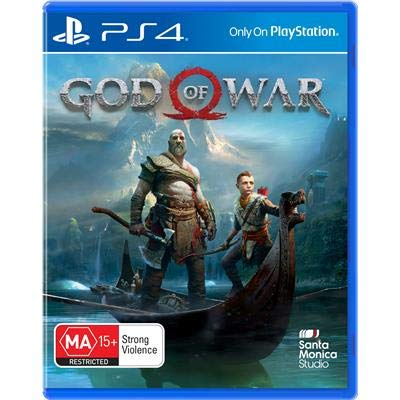 PS4
Only On PlayStation®
GOD OF WAR
MA 15+
RESTRICTED
Strong
Violence
Santa
Monica
Studio